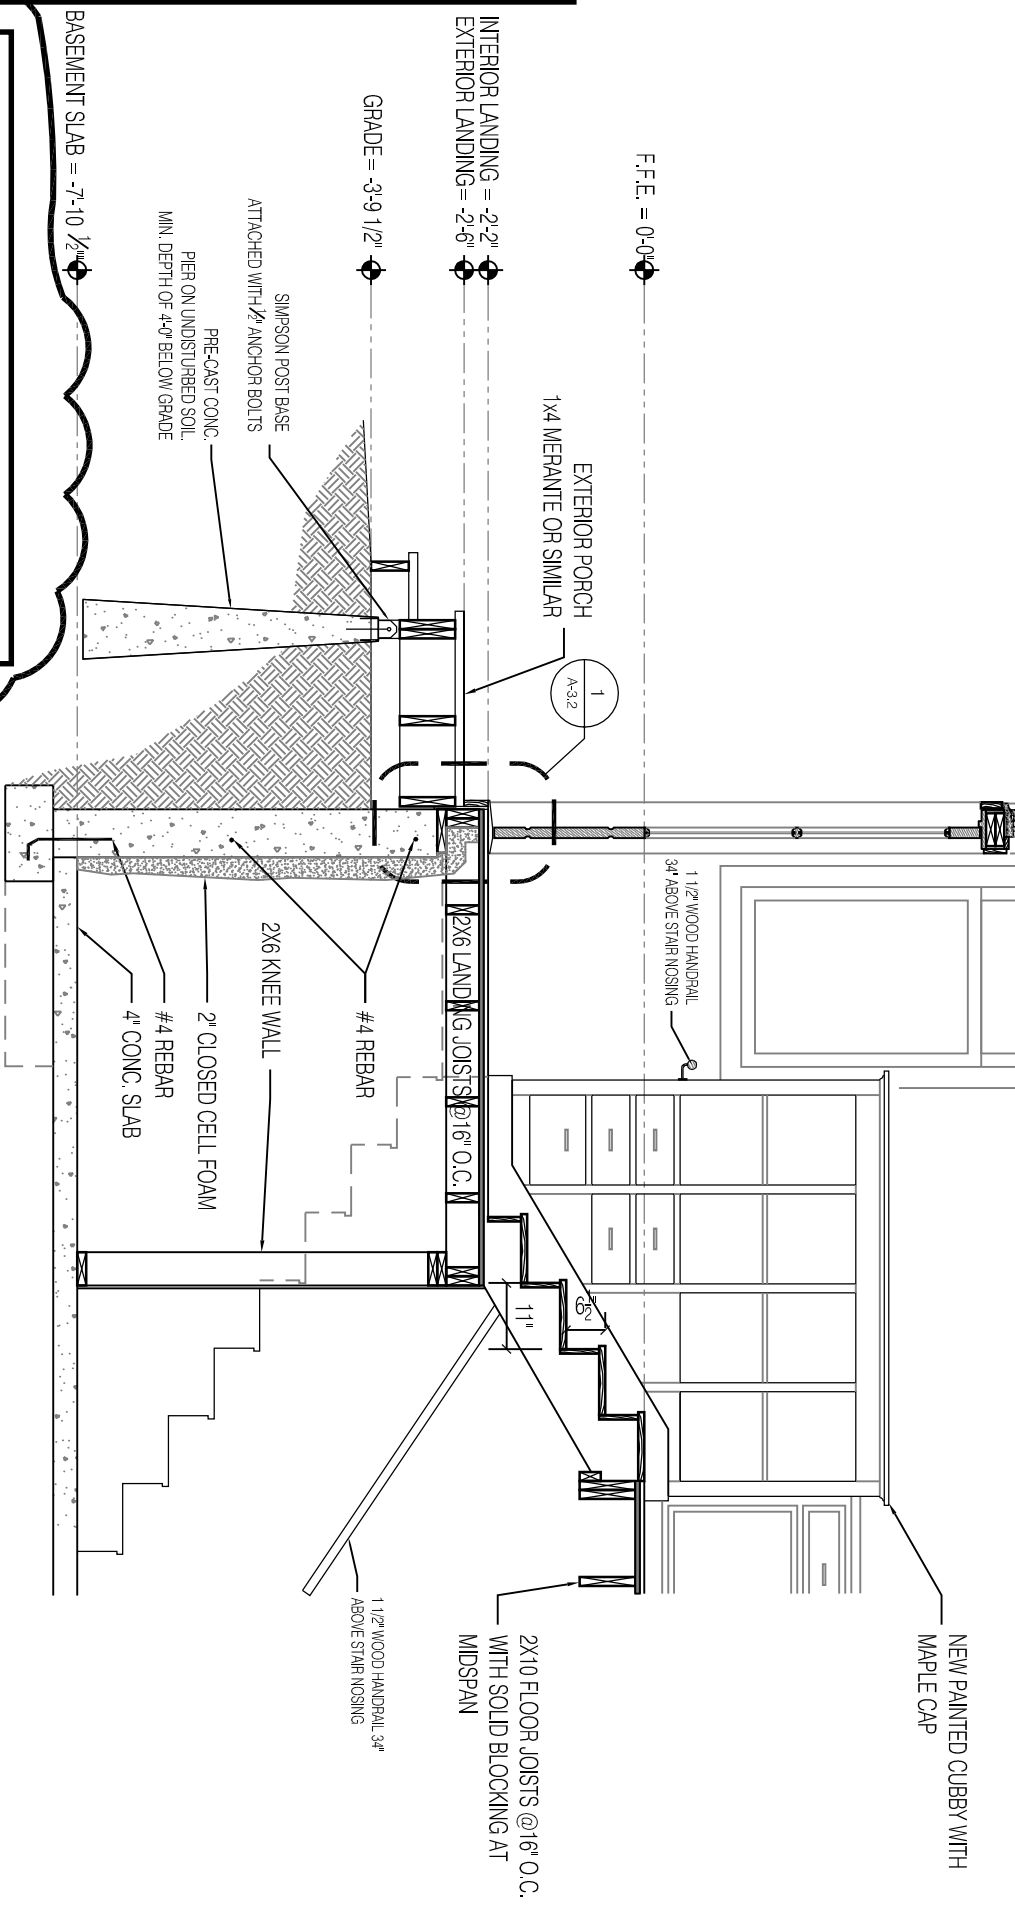 NEW PAINTED CUBBY WITH
MAPLE CAP
1 1/2" WOOD HANDRAIL
34" ABOVE STAIR NOSING
F.F.E. = 0'-0"
EXTERIOR PORCH
1x4 MERANTE OR SIMILAR
1
A-3.2
INTERIOR LANDING = -2'-2"
EXTERIOR LANDING = -2'-6"
GRADE = -3'-9 1/2"
SIMPSON POST BASE
ATTACHED WITH 1/2" ANCHOR BOLTS
PRE-CAST CONC.
PIER ON UNDISTURBED SOIL.
MIN. DEPTH OF 4'-0" BELOW GRADE
BASEMENT SLAB = -7'-10 1/2"
2X6 LANDING JOISTS @16" O.C.
#4 REBAR
2X6 KNEE WALL
2" CLOSED CELL FOAM
#4 REBAR
4" CONC. SLAB
6 1/2"
11"
2X10 FLOOR JOISTS @16" O.C.
WITH SOLID BLOCKING AT
MIDSPAN
1 1/2" WOOD HANDRAIL 34"
ABOVE STAIR NOSING